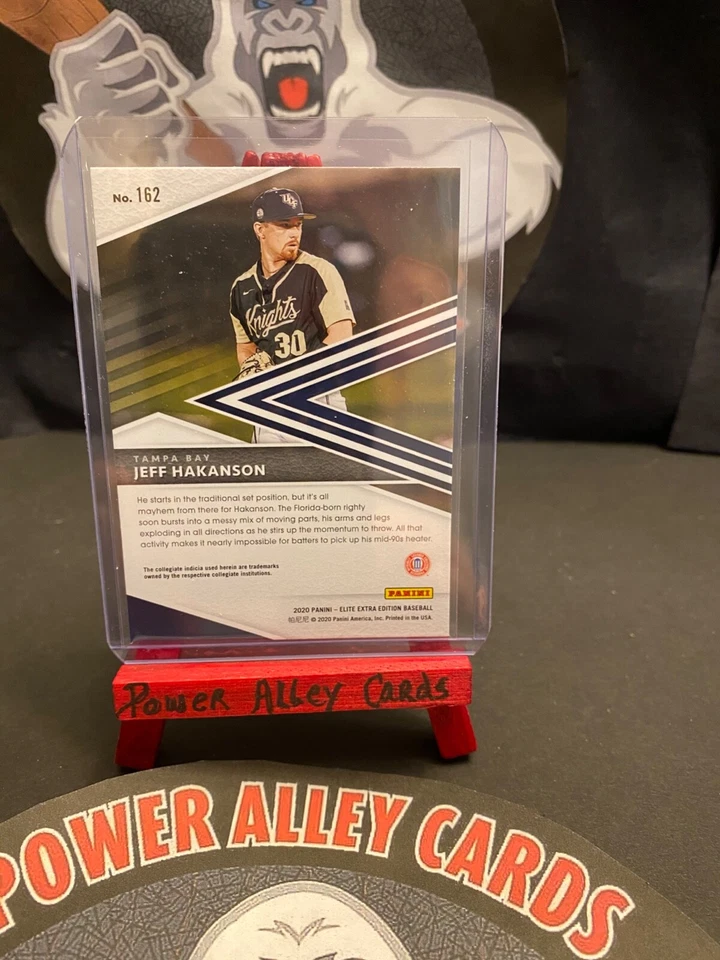 No. 162
UCF
Knights
30
TAMPA BAY
JEFF HAKANSON
He starts in the traditional set position, but it's all
mayhem from there for Hakanson. The Florida-born righty
soon bursts into a messy mix of moving parts, his arms and legs
exploding in all directions as he stirs up the momentum to throw. All that
activity makes it nearly impossible for batters to pick up his mid-90s heater.
The collegiate indicia used herein are trademarks
owned by the respective collegiate institutions.
PANINI
2020 PANINI – ELITE EXTRA EDITION BASEBALL
帕尼尼 © 2020 Panini America, Inc. Printed in the USA.
Power Alley Cards
POWER ALLEY CARDS